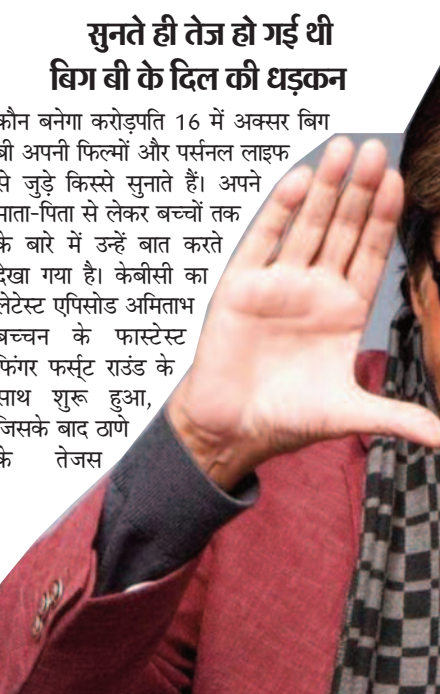 सुनते ही तेज हो गई थी
बिग बी के दिल की धड़कन
कौन बनेगा करोड़पति 16 में अक्सर बिग
बी अपनी फिल्मों और पर्सनल लाइफ
से जुड़े किस्से सुनाते हैं। अपने
माता-पिता से लेकर बच्चों तक
के बारे में उन्हें बात करते
देखा गया है। केबीसी का
लेटेस्ट एपिसोड अमिताभ
बच्चन के फास्टेस्ट
फिंगर फर्स्ट राउंड के
साथ शुरू हुआ,
जिसके बाद ठाणे
के तेजस